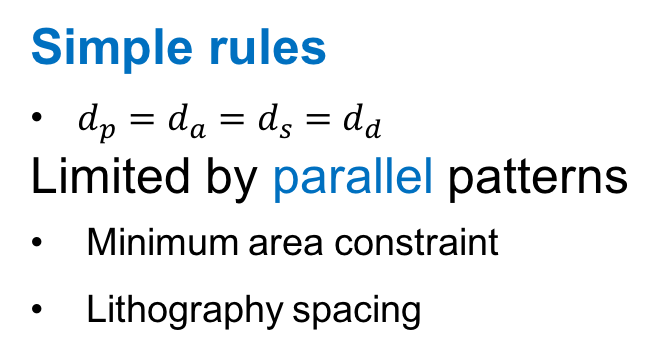 Simple rules
• d_p = d_a = d_s = d_d
Limited by parallel patterns
• Minimum area constraint
• Lithography spacing